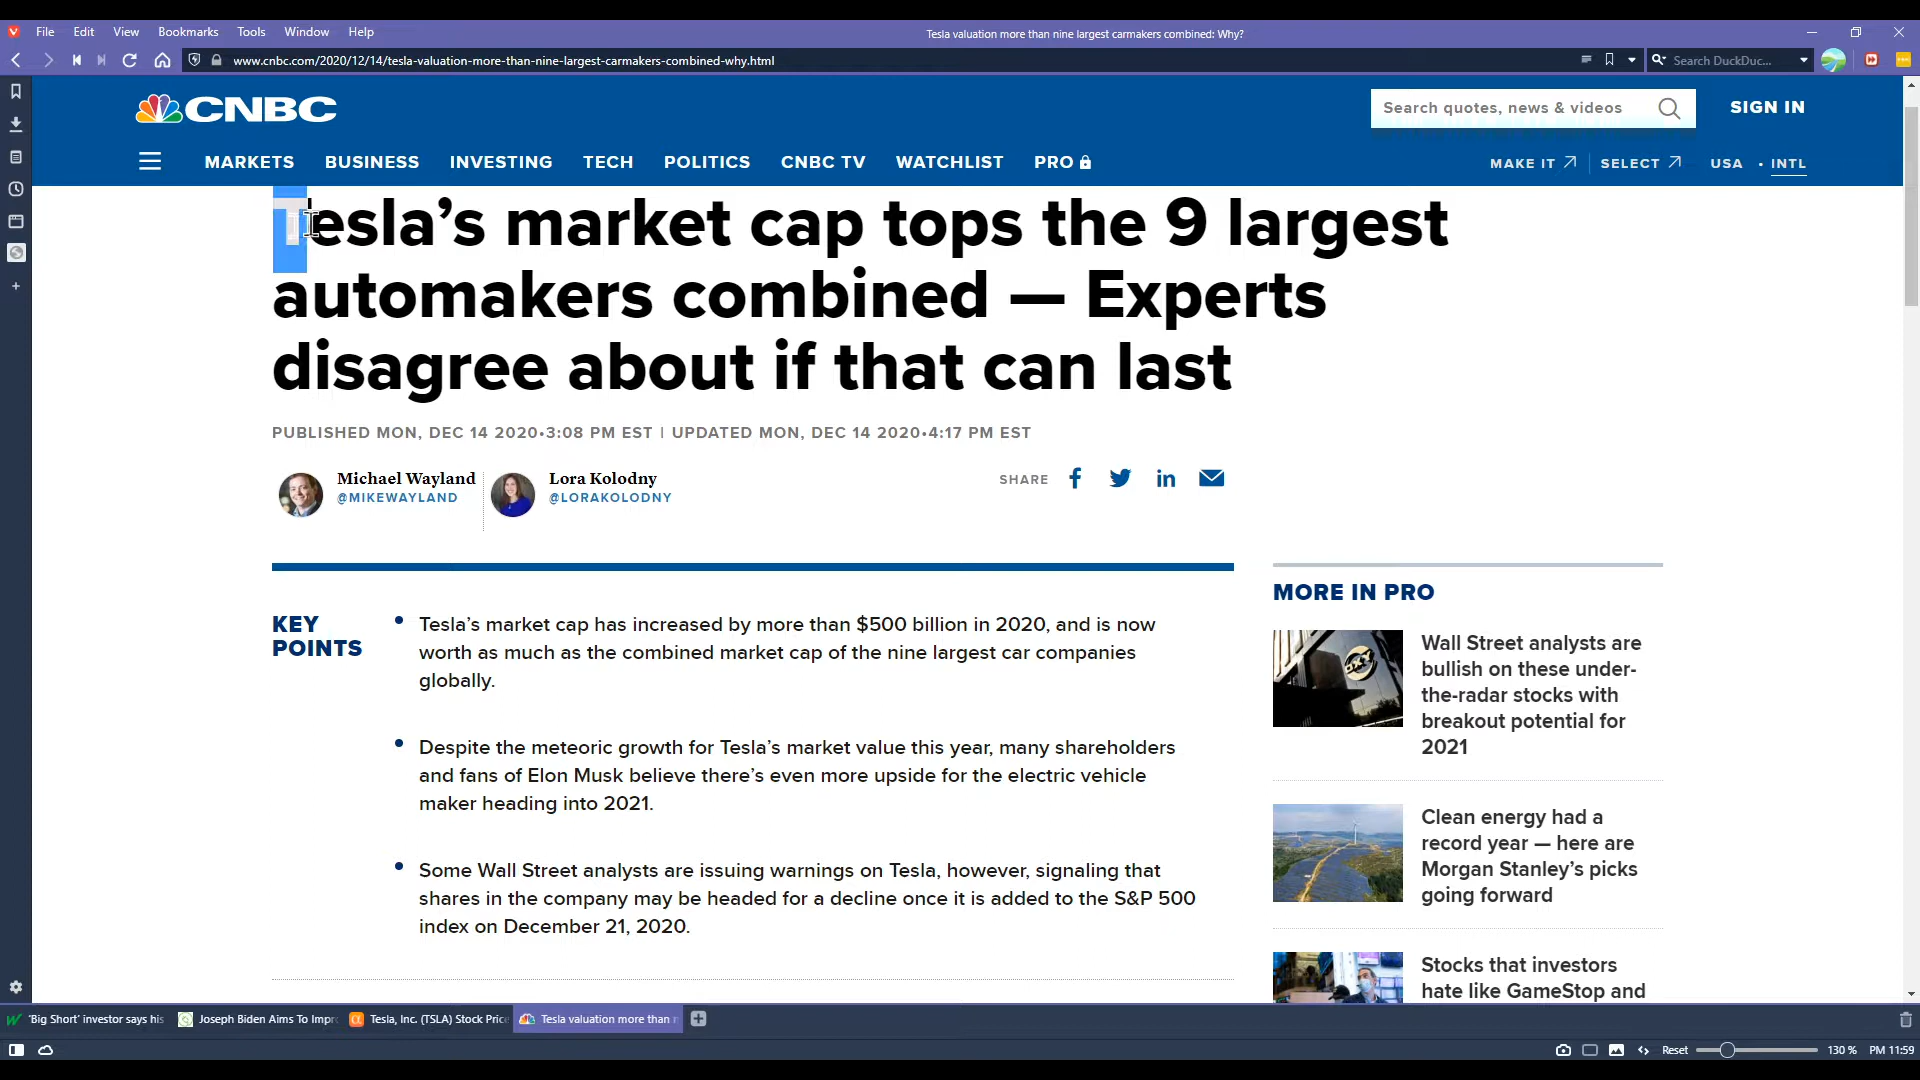 File Edit View Bookmarks Tools Window Help
Tesla valuation more than nine largest carmakers combined: Why?
www.cnbc.com/2020/12/14/tesla-valuation-more-than-nine-largest-carmakers-combined-why.html
Search DuckDuc...
CNBC
Search quotes, news & videos
SIGN IN
MARKETS BUSINESS INVESTING TECH POLITICS CNBC TV WATCHLIST PRO
MAKE IT SELECT USA • INTL
Tesla’s market cap tops the 9 largest
automakers combined — Experts
disagree about if that can last
PUBLISHED MON, DEC 14 2020•3:08 PM EST | UPDATED MON, DEC 14 2020•4:17 PM EST
Michael Wayland
@MIKEWAYLAND
Lora Kolodny
@LORAKOLODNY
SHARE
KEY
POINTS
Tesla’s market cap has increased by more than $500 billion in 2020, and is now
worth as much as the combined market cap of the nine largest car companies
globally.
Despite the meteoric growth for Tesla’s market value this year, many shareholders
and fans of Elon Musk believe there’s even more upside for the electric vehicle
maker heading into 2021.
Some Wall Street analysts are issuing warnings on Tesla, however, signaling that
shares in the company may be headed for a decline once it is added to the S&P 500
index on December 21, 2020.
MORE IN PRO
OXY
Wall Street analysts are
bullish on these under-
the-radar stocks with
breakout potential for
2021
Clean energy had a
record year — here are
Morgan Stanley’s picks
going forward
Stocks that investors
hate like GameStop and
'Big Short' investor says his
Joseph Biden Aims To Impr
Tesla, Inc. (TSLA) Stock Price
Tesla valuation more than n
Reset 130 % PM 11:59